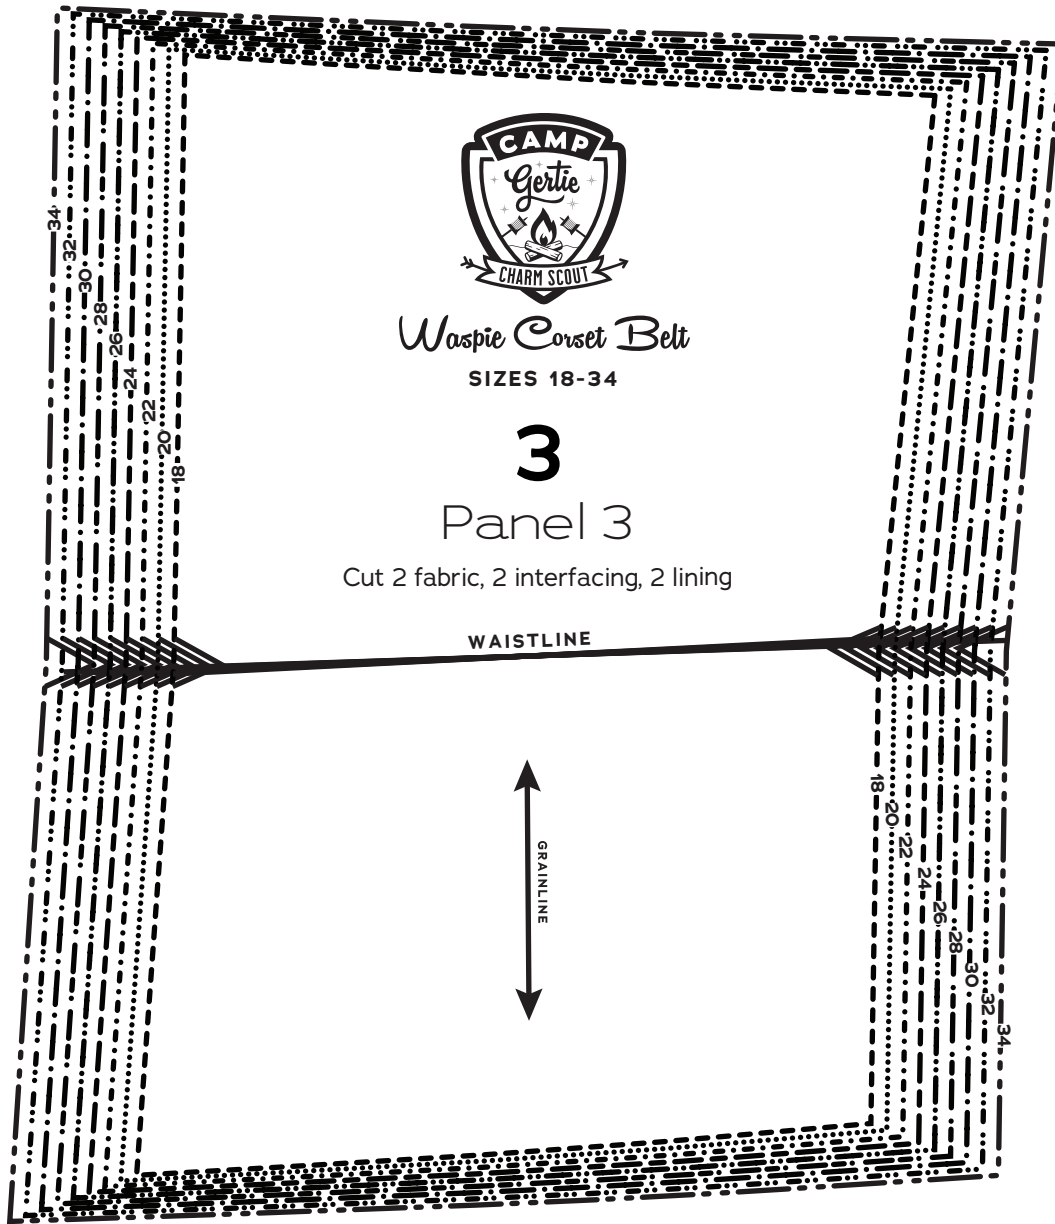 CAMP
Gertie
CHARM SCOUT
Waspie Corset Belt
SIZES 18-34
3
Panel 3
Cut 2 fabric, 2 interfacing, 2 lining
34
32
30
28
26
24
22
20
18
WAISTLINE
GRAINLINE
18
20
22
24
26
28
30
32
34